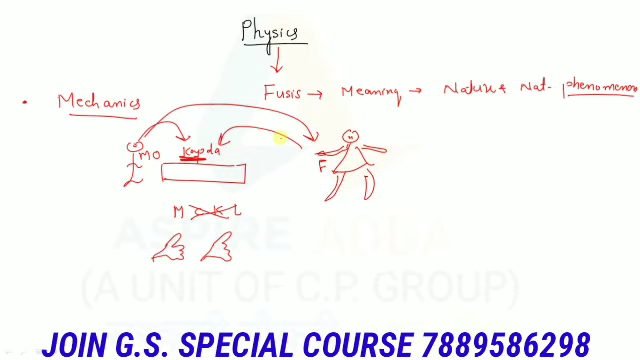 Physics
Fusis → Meaning → Nature & Nat. phenomenon
• Mechanics
MO Kapda F
M C K L
ASPIRE AOLA
(A UNIT OF C.P. GROUP)
JOIN G.S. SPECIAL COURSE 7889586298